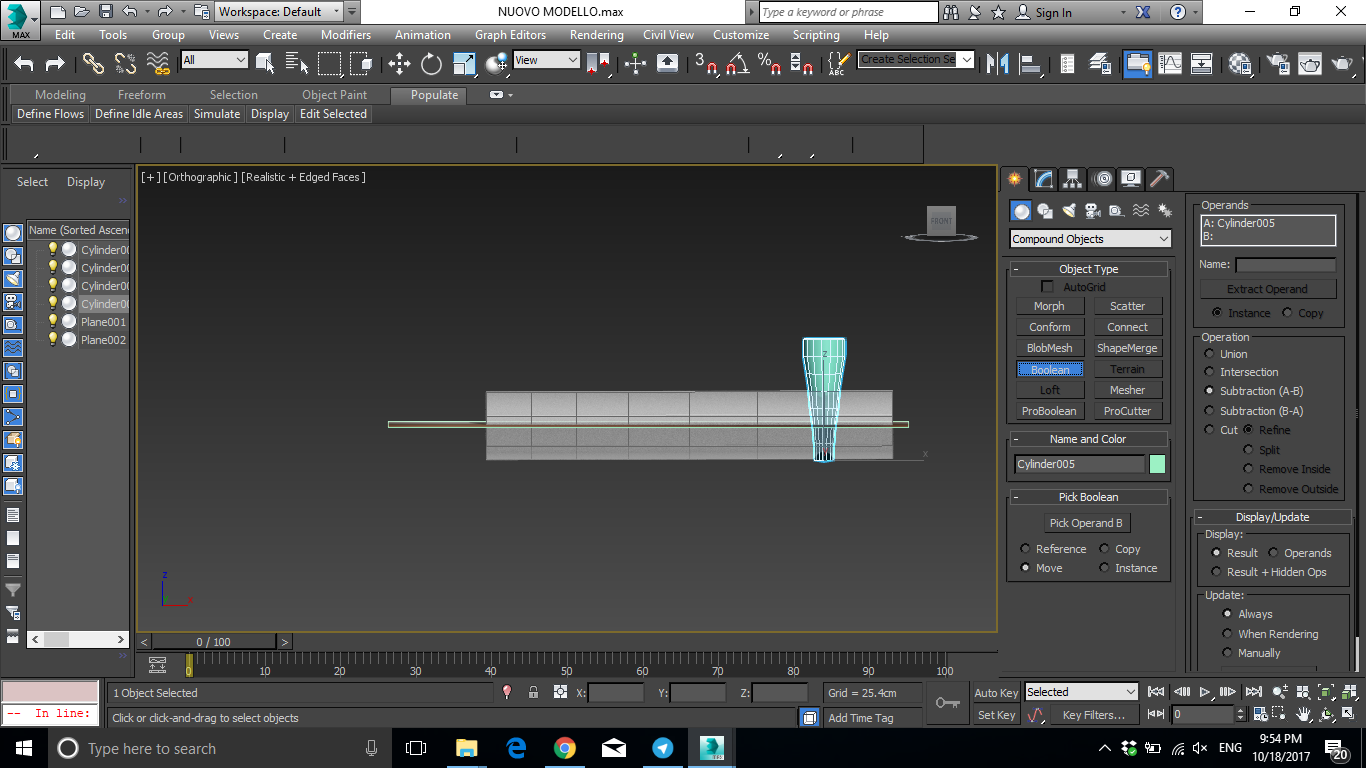 MAX
Workspace: Default
NUOVO MODELLO.max
Type a keyword or phrase
Sign In
Edit Tools Group Views Create Modifiers Animation Graph Editors Rendering Civil View Customize Scripting Help
All
View
3
%
ABC
Create Selection Se
Modeling Freeform Selection Object Paint Populate
Define Flows Define Idle Areas Simulate Display Edit Selected
Select Display
Name (Sorted Ascen
Cylinder00
Cylinder00
Cylinder00
Cylinder00
Plane001
Plane002
[+] [Orthographic] [Realistic + Edged Faces]
FRONT
z
x
z
x
Compound Objects
- Object Type
AutoGrid
Morph Scatter
Conform Connect
BlobMesh ShapeMerge
Boolean Terrain
Loft Mesher
ProBoolean ProCutter
- Name and Color
Cylinder005
- Pick Boolean
Pick Operand B
Reference Copy
Move Instance
Operands
A: Cylinder005
B:
Name:
Extract Operand
Instance Copy
Operation
Union
Intersection
Subtraction (A-B)
Subtraction (B-A)
Cut Refine
Split
Remove Inside
Remove Outside
- Display/Update
Display:
Result Operands
Result + Hidden Ops
Update:
Always
When Rendering
Manually
< 0 / 100 >
0 10 20 30 40 50 60 70 80 90 100
1 Object Selected
X: Y: Z:
Grid = 25.4cm
Auto Key
Selected
-- In line:
Click or click-and-drag to select objects
Add Time Tag
Set Key
Key Filters...
0
Type here to search
ENG
9:54 PM
10/18/2017
20